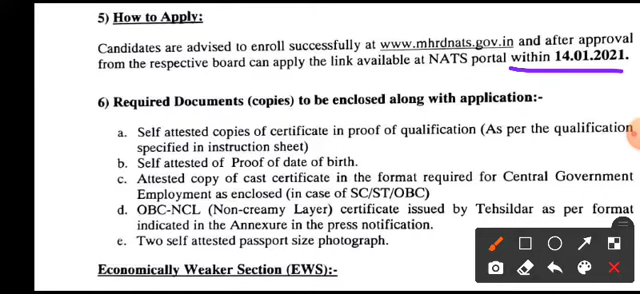 5) How to Apply:
Candidates are advised to enroll successfully at www.mhrdnats.gov.in and after approval
from the respective board can apply the link available at NATS portal within 14.01.2021.
6) Required Documents (copies) to be enclosed along with application:-
a. Self attested copies of certificate in proof of qualification (As per the qualification
specified in instruction sheet)
b. Self attested of Proof of date of birth.
c. Attested copy of cast certificate in the format required for Central Government
Employment as enclosed (in case of SC/ST/OBC)
d. OBC-NCL (Non-creamy Layer) certificate issued by Tehsildar as per format
indicated in the Annexure in the press notification.
e. Two self attested passport size photograph.
Economically Weaker Section (EWS):-